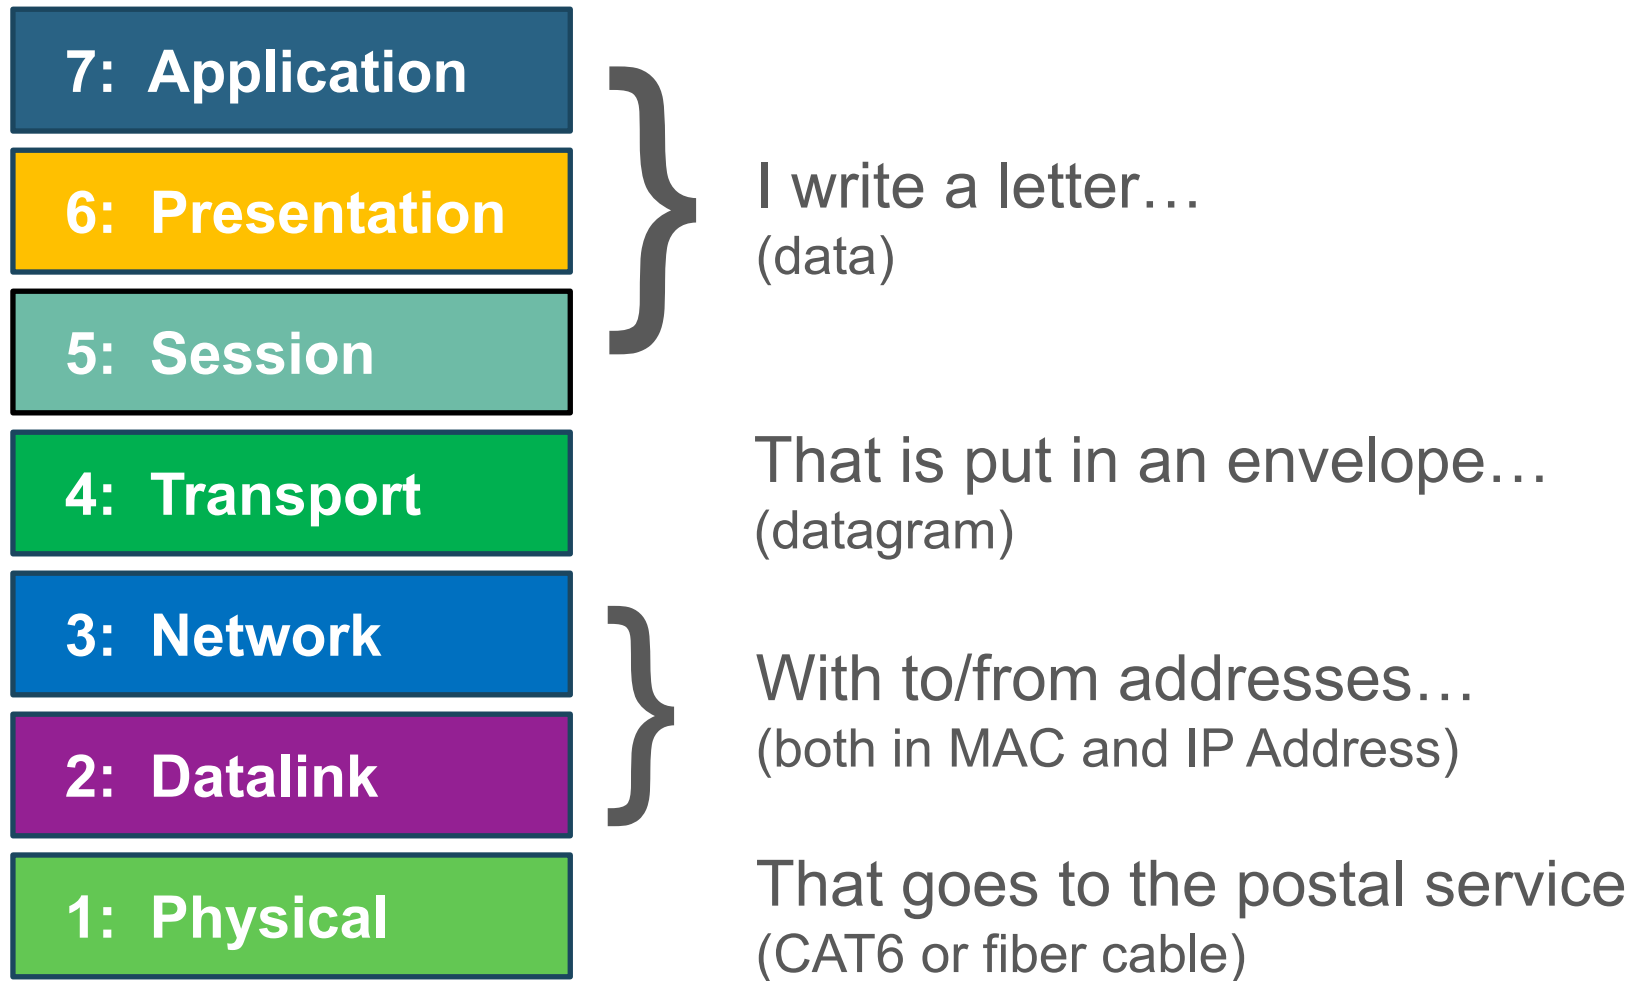 7: Application
6: Presentation
5: Session
4: Transport
3: Network
2: Datalink
1: Physical
I write a letter…
(data)
That is put in an envelope…
(datagram)
With to/from addresses…
(both in MAC and IP Address)
That goes to the postal service
(CAT6 or fiber cable)